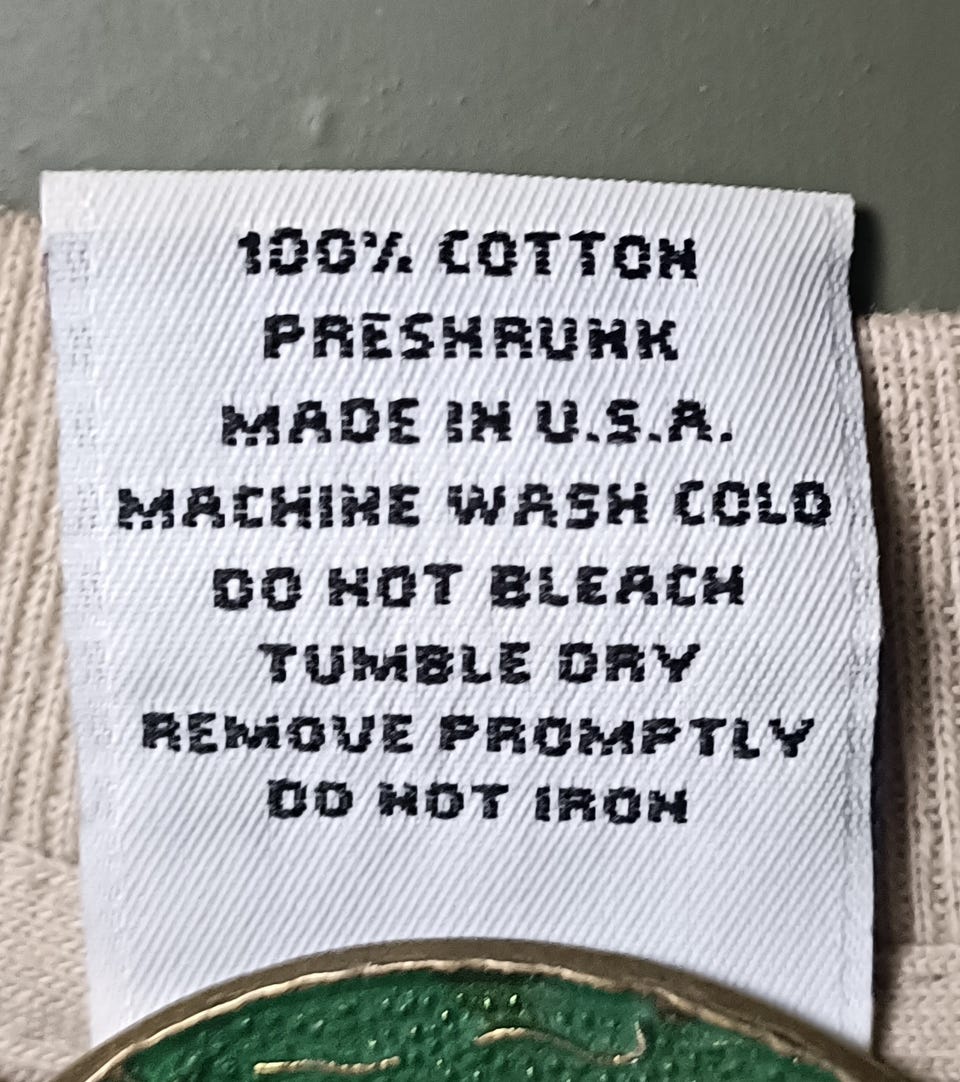 100% COTTON
PRESHRUNK
MADE IN U.S.A.
MACHINE WASH COLD
DO NOT BLEACH
TUMBLE DRY
REMOVE PROMPTLY
DO NOT IRON